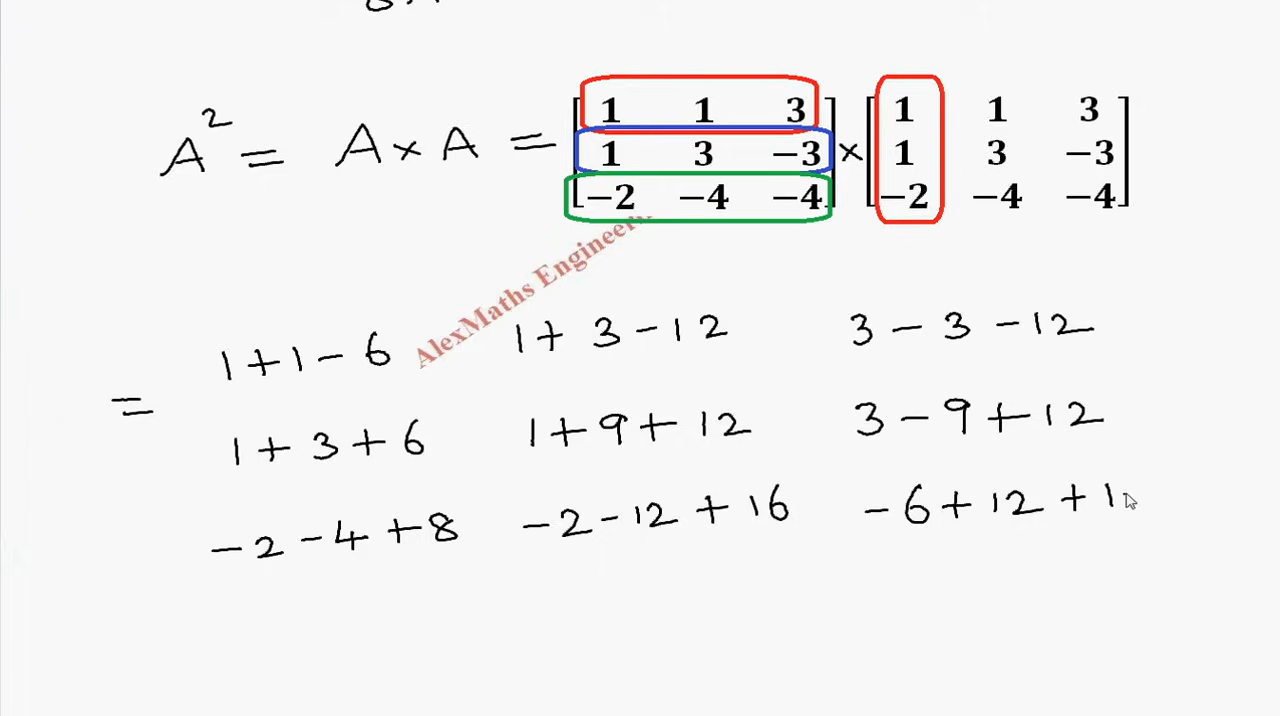 A² = A × A = [1 1 3] × [1 1 3]
1 3 −3 1 3 −3
−2 −4 −4 −2 −4 −4
AlexMaths Engineery
= 1+1−6 1+3−12 3−3−12
1+3+6 1+9+12 3−9+12
−2−4+8 −2−12+16 −6+12+1